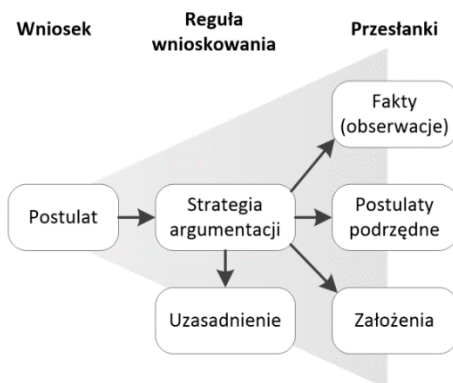 Wniosek
Reguła
wnioskowania
Przesłanki
Fakty
(obserwacje)
Postulat
Strategia
argumentacji
Postulaty
podrzędne
Uzasadnienie
Założenia